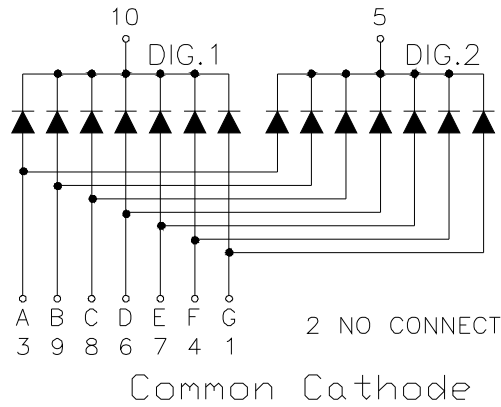 10 5
DIG.1 DIG.2
A B C D E F G
3 9 8 6 7 4 1
2 NO CONNECT
Common Cathode